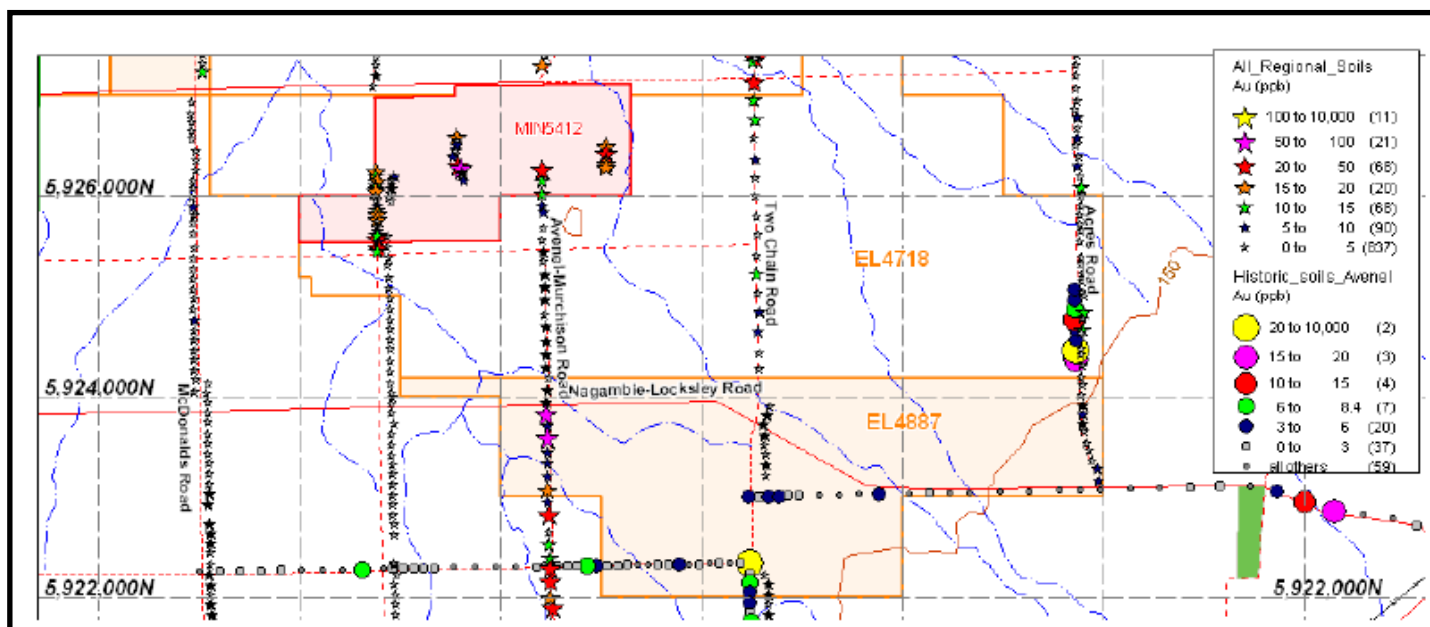 All_Regional_Soils
Au (ppb)
100 to 10,000 (11)
50 to 100 (21)
20 to 50 (66)
15 to 20 (20)
10 to 15 (66)
5 to 10 (90)
0 to 5 (837)
Historic_soils_Avenel
Au (ppb)
20 to 10,000 (2)
15 to 20 (3)
10 to 15 (4)
6 to 8.4 (7)
3 to 6 (20)
0 to 3 (37)
all others (59)
MIN5412
5,926,000N
Two Chain Road
Acres Road
Avenel-Murchison Road
EL4718
150
5,924,000N
McDonalds Road
Nagambie-Locksley Road
EL4887
5,922,000N
5,922,000N